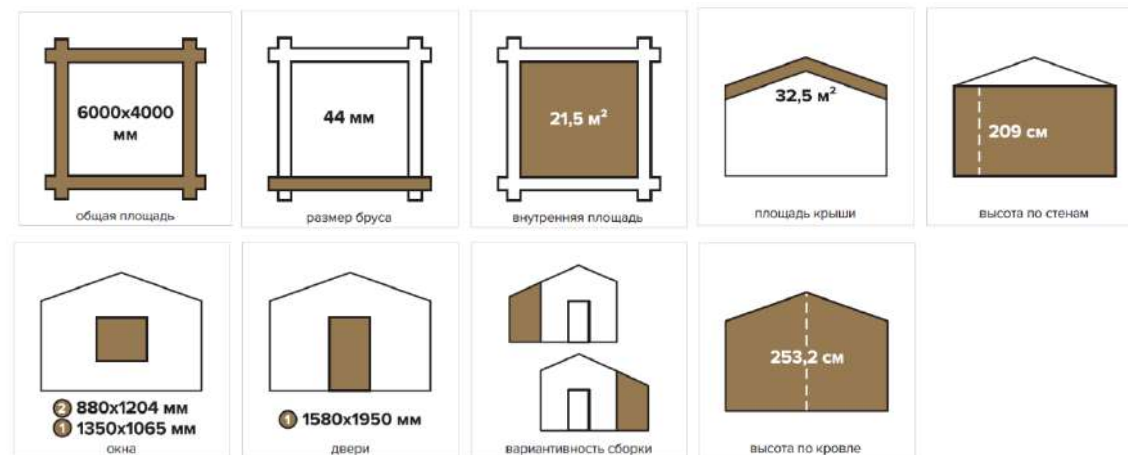 6000x4000
мм
общая площадь
44 мм
размер бруса
21,5 м²
внутренняя площадь
32,5 м²
площадь крыши
209 см
высота по стенам
2 880x1204 мм
1 1350x1065 мм
окна
1 1580x1950 мм
двери
вариантивность сборки
253,2 см
высота по кровле